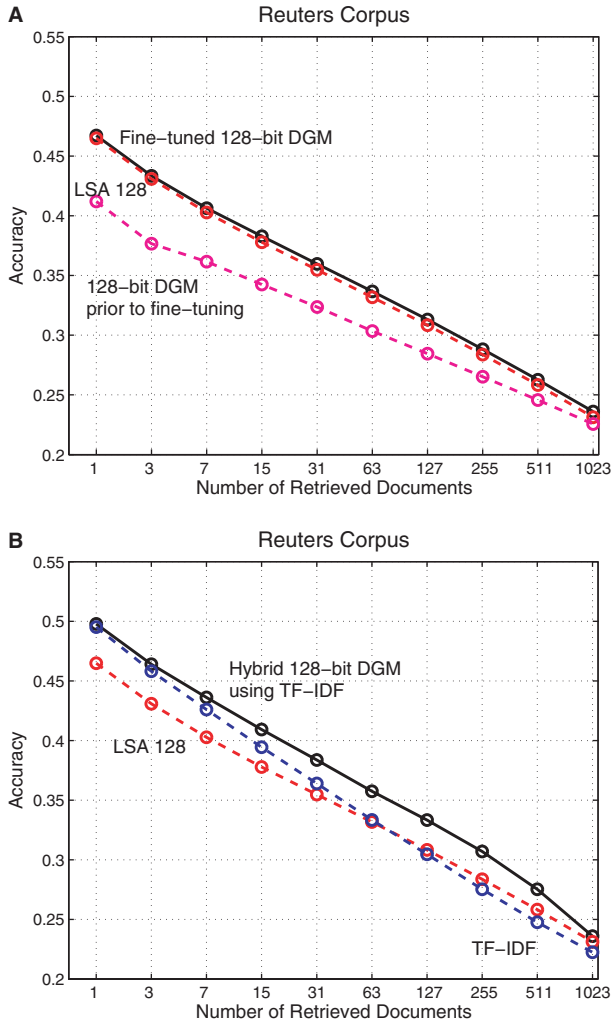 A
Reuters Corpus
0.55
0.5
0.45
0.4
0.35
0.3
0.25
0.2
Accuracy
Fine−tuned 128−bit DGM
LSA 128
128−bit DGM
prior to fine−tuning
1 3 7 15 31 63 127 255 511 1023
Number of Retrieved Documents
B
Reuters Corpus
0.55
0.5
0.45
0.4
0.35
0.3
0.25
0.2
Accuracy
Hybrid 128−bit DGM
using TF−IDF
LSA 128
TF−IDF
1 3 7 15 31 63 127 255 511 1023
Number of Retrieved Documents